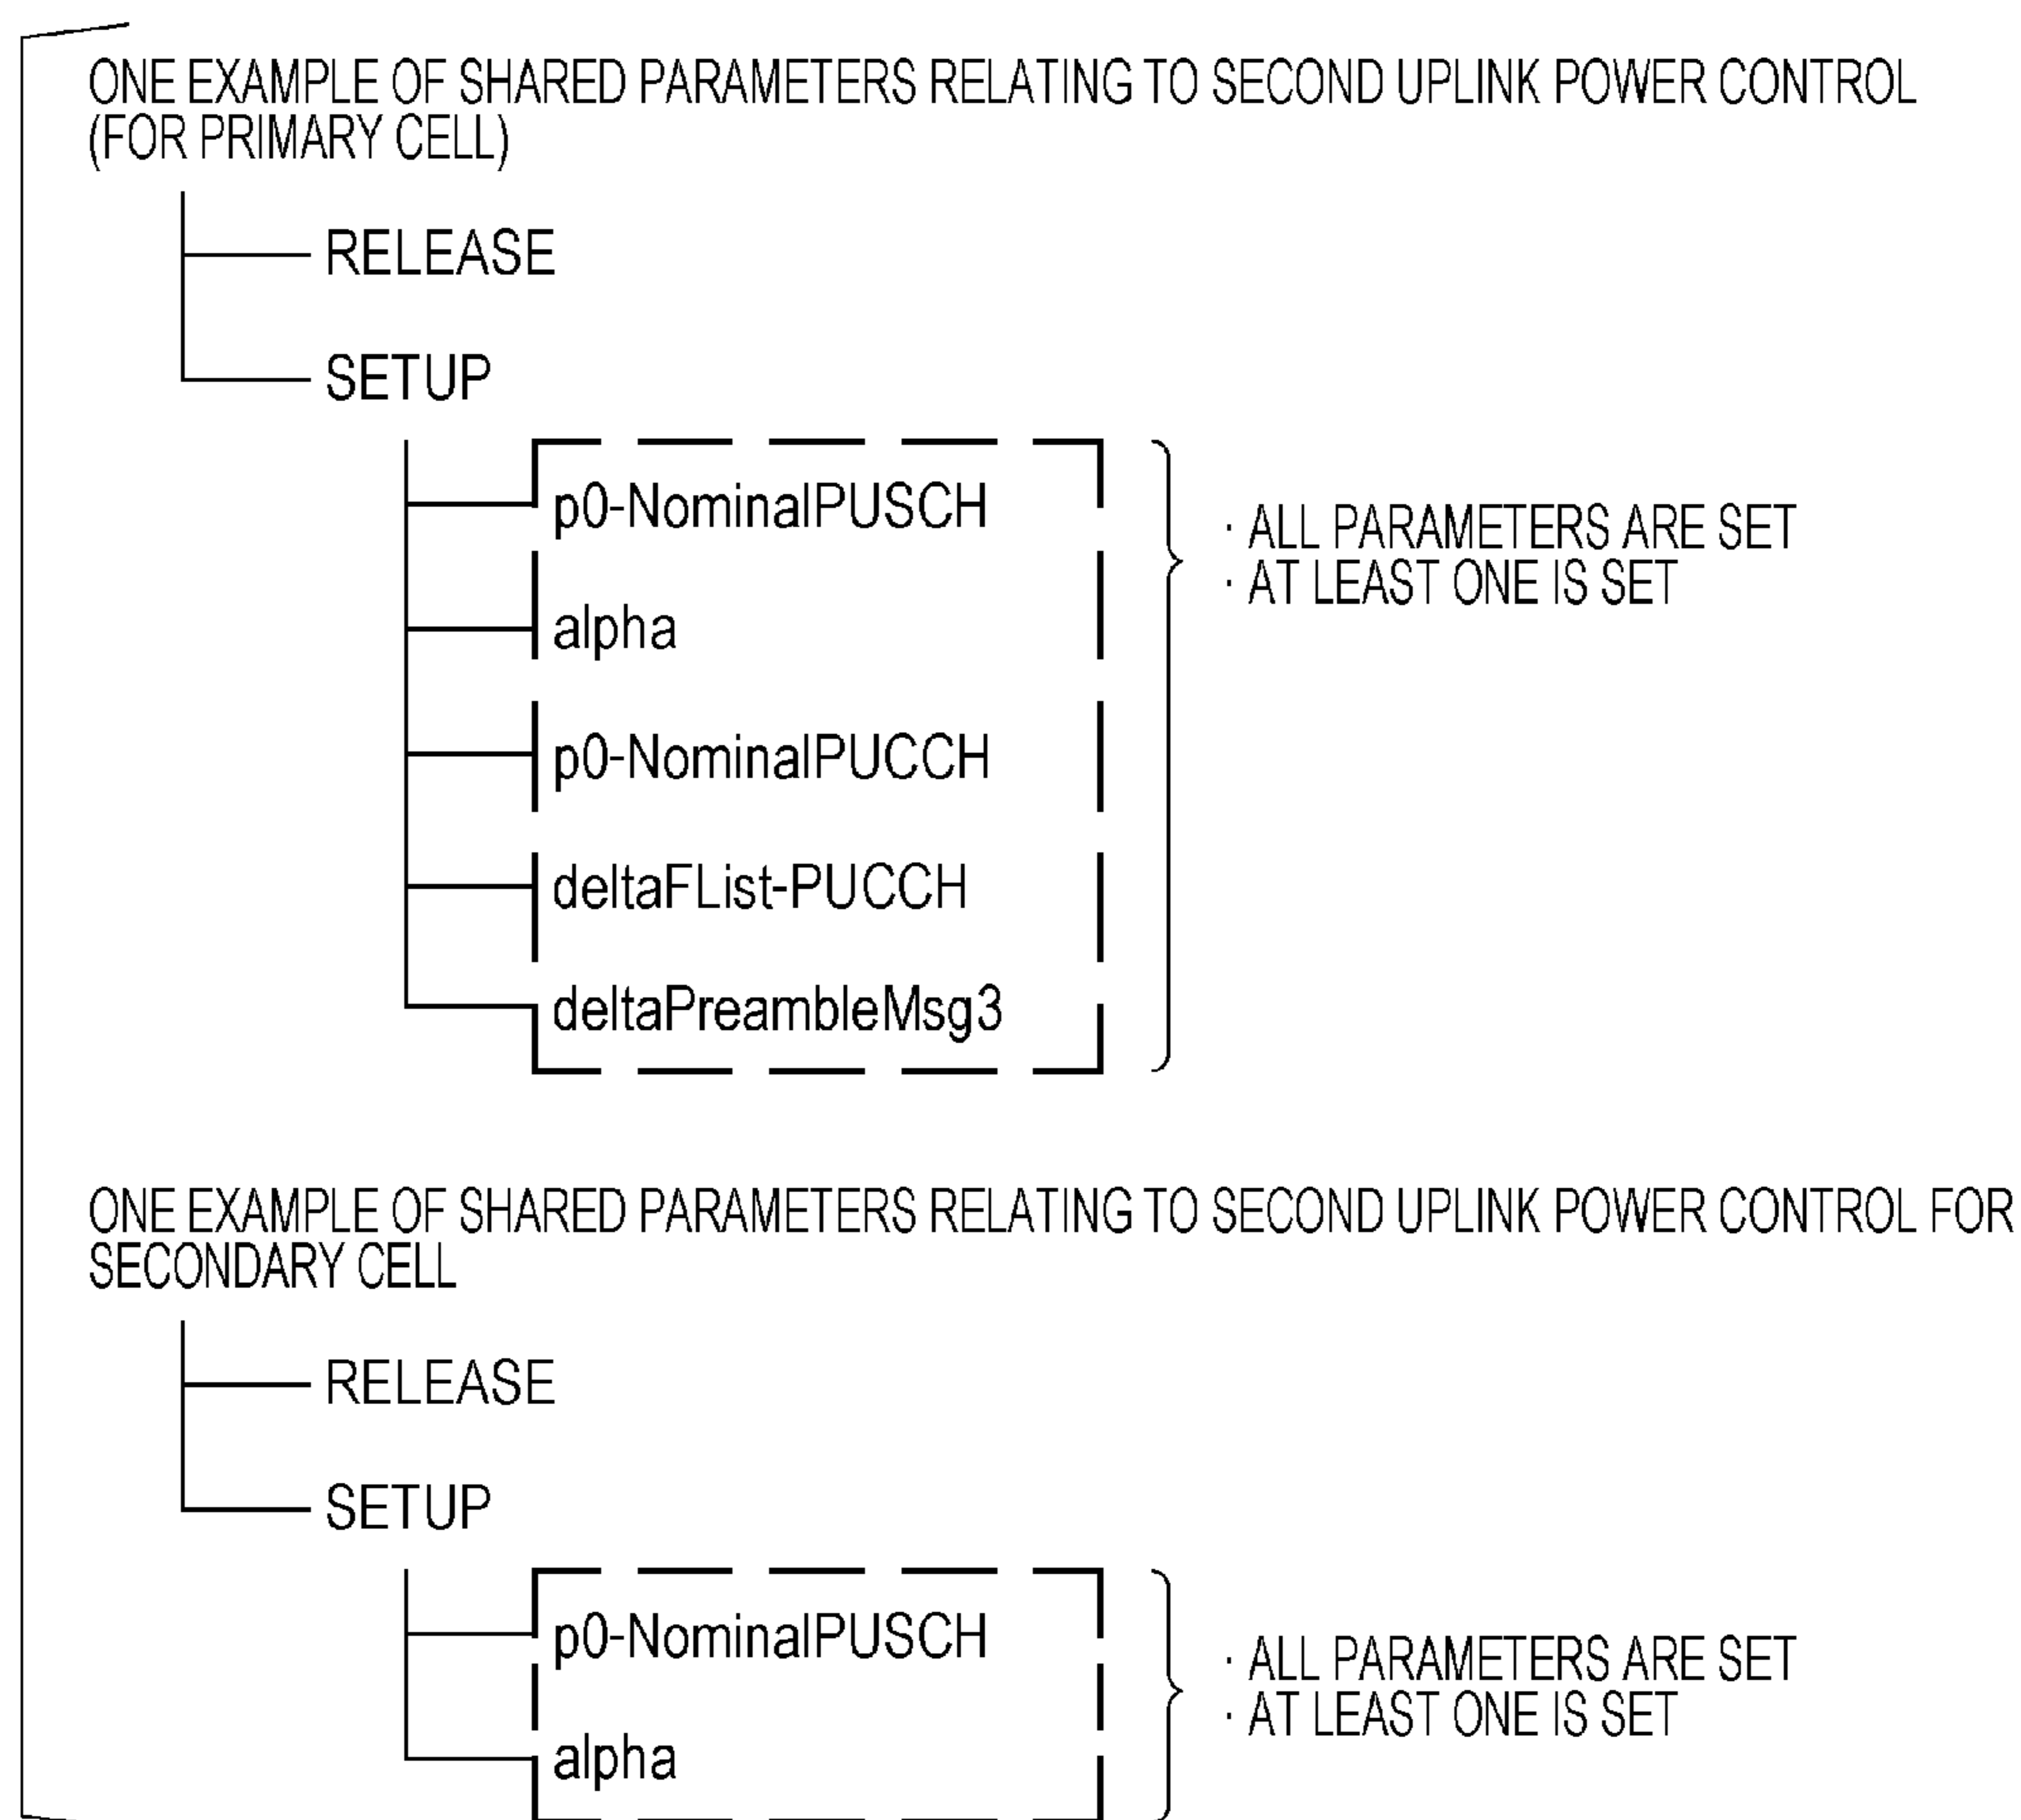 ONE EXAMPLE OF SHARED PARAMETERS RELATING TO SECOND UPLINK POWER CONTROL
(FOR PRIMARY CELL)
RELEASE
SETUP
p0-NominalPUSCH
alpha
p0-NominalPUCCH
deltaFList-PUCCH
deltaPreambleMsg3
· ALL PARAMETERS ARE SET
· AT LEAST ONE IS SET
ONE EXAMPLE OF SHARED PARAMETERS RELATING TO SECOND UPLINK POWER CONTROL FOR
SECONDARY CELL
RELEASE
SETUP
p0-NominalPUSCH
alpha
· ALL PARAMETERS ARE SET
· AT LEAST ONE IS SET